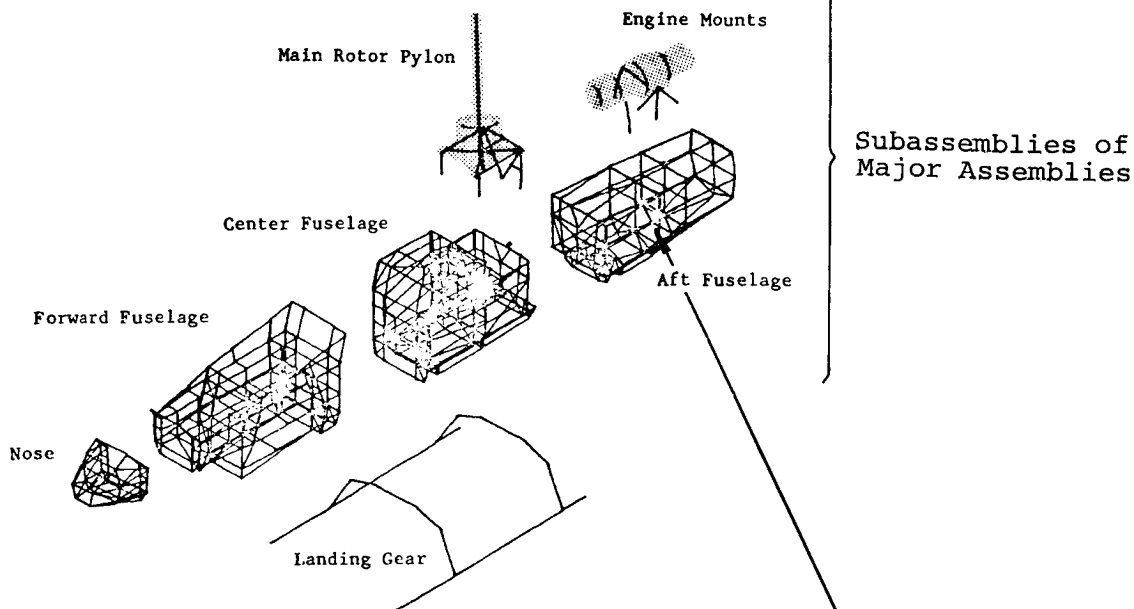 Engine Mounts
Main Rotor Pylon
Subassemblies of
Major Assemblies
Center Fuselage
Aft Fuselage
Forward Fuselage
Nose
Landing Gear